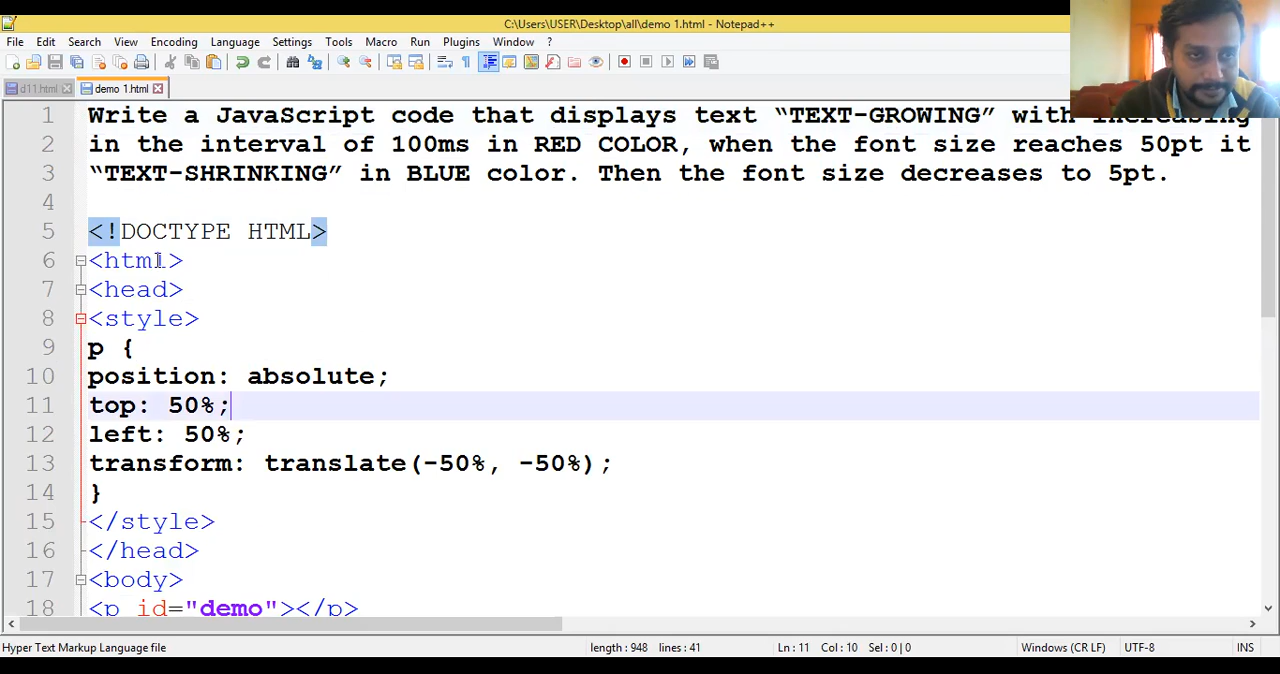 C:\Users\USER\Desktop\all\demo 1.html - Notepad++
File Edit Search View Encoding Language Settings Tools Macro Run Plugins Window ?
d11.html demo 1.html
1 Write a JavaScript code that displays text “TEXT-GROWING” with increasing
2 in the interval of 100ms in RED COLOR, when the font size reaches 50pt it
3 “TEXT-SHRINKING” in BLUE color. Then the font size decreases to 5pt.
4
5 <!DOCTYPE HTML>
6 <html>
7 <head>
8 <style>
9 p {
10 position: absolute;
11 top: 50%;
12 left: 50%;
13 transform: translate(-50%, -50%);
14 }
15 </style>
16 </head>
17 <body>
18 <p id="demo"></p>
Hyper Text Markup Language file length : 948 lines : 41 Ln : 11 Col : 10 Sel : 0 | 0 Windows (CR LF) UTF-8 INS